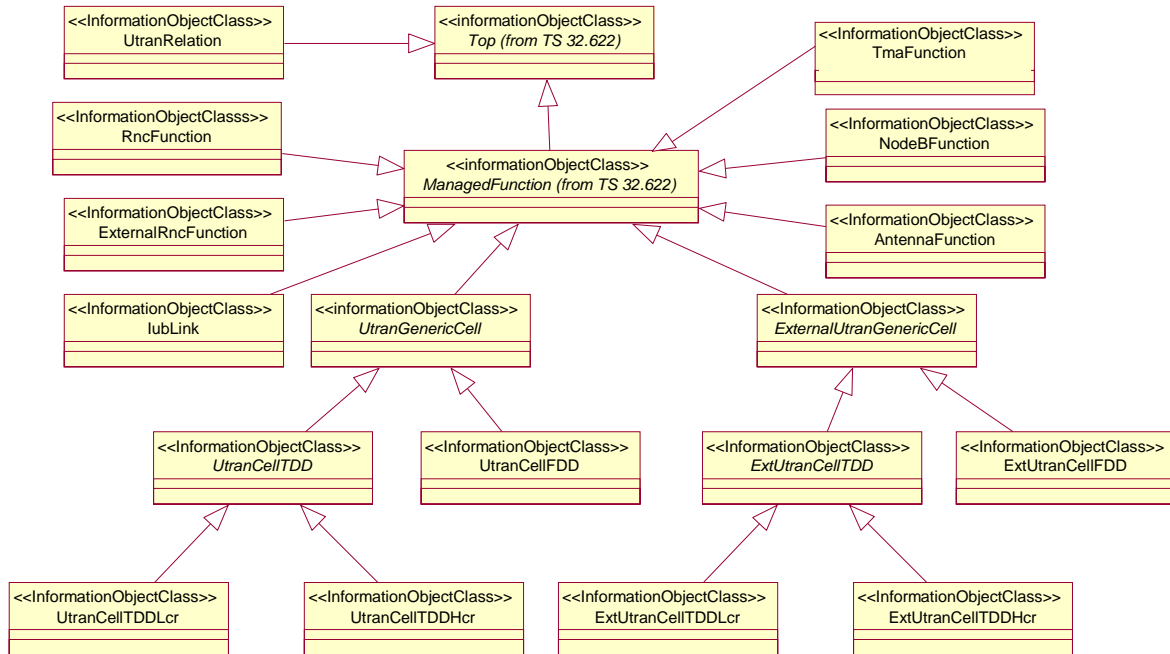 <<InformationObjectClass>>
UtranRelation
<<informationObjectClass>>
Top (from TS 32.622)
<<InformationObjectClass>>
TmaFunction
<<InformationObjectClasss>>
RncFunction
<<InformationObjectClass>>
NodeBFunction
<<informationObjectClass>>
ManagedFunction (from TS 32.622)
<<InformationObjectClasss>>
ExternalRncFunction
<<InformationObjectClass>>
AntennaFunction
<<InformationObjectClass>>
IubLink
<<informationObjectClass>>
UtranGenericCell
<<InformationObjectClass>>
ExternalUtranGenericCell
<<InformationObjectClass>>
UtranCellTDD
<<InformationObjectClass>>
UtranCellFDD
<<InformationObjectClass>>
ExtUtranCellTDD
<<InformationObjectClass>>
ExtUtranCellFDD
<<InformationObjectClass>>
UtranCellTDDLcr
<<InformationObjectClass>>
UtranCellTDDHcr
<<InformationObjectClass>>
ExtUtranCellTDDLcr
<<InformationObjectClass>>
ExtUtranCellTDDHcr